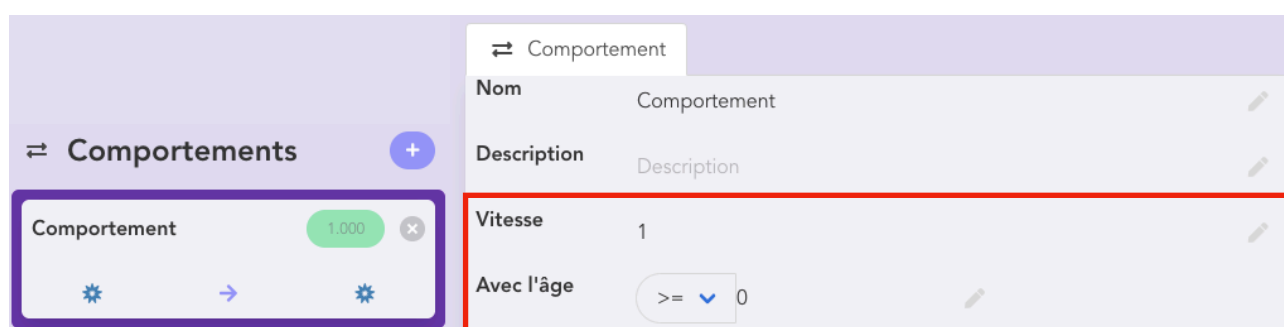 Comportement
Nom
Comportement
Comportements
+
Description
Description
Comportement
1.000
Vitesse
1
Avec l'âge
>=
0